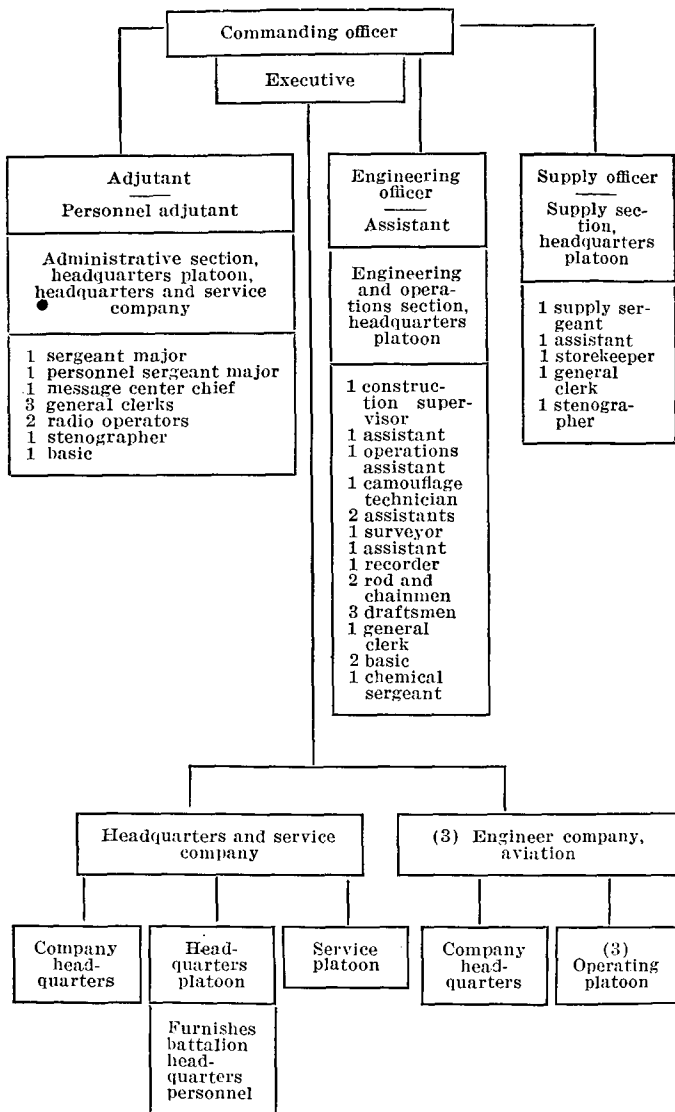 Commanding officer
Executive
Adjutant
Personnel adjutant
Administrative section,
headquarters platoon,
headquarters and service
company
1 sergeant major
1 personnel sergeant major
1 message center chief
3 general clerks
2 radio operators
1 stenographer
1 basic
Engineering
officer
Assistant
Engineering
and opera-
tions section,
headquarters
platoon
1 construc-
tion super-
visor
1 assistant
1 operations
assistant
1 camouflage
technician
2 assistants
1 surveyor
1 assistant
1 recorder
2 rod and
chainmen
3 draftsmen
1 general
clerk
2 basic
1 chemical
sergeant
Supply officer
Supply sec-
tion,
headquarters
platoon
1 supply ser-
geant
1 assistant
1 storekeeper
1 general
clerk
1 stenogra-
pher
Headquarters and service
company
(3) Engineer company,
aviation
Company
head-
quarters
Head-
quarters
platoon
Furnishes
battalion
head-
quarters
personnel
Service
platoon
Company
head-
quarters
(3)
Operating
platoon